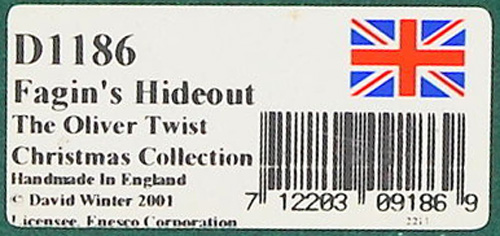 D1186
Fagin's Hideout
The Oliver Twist
Christmas Collection
Handmade In England
© David Winter 2001
Licensee, Enesco Corporation
7 12203 09186 9